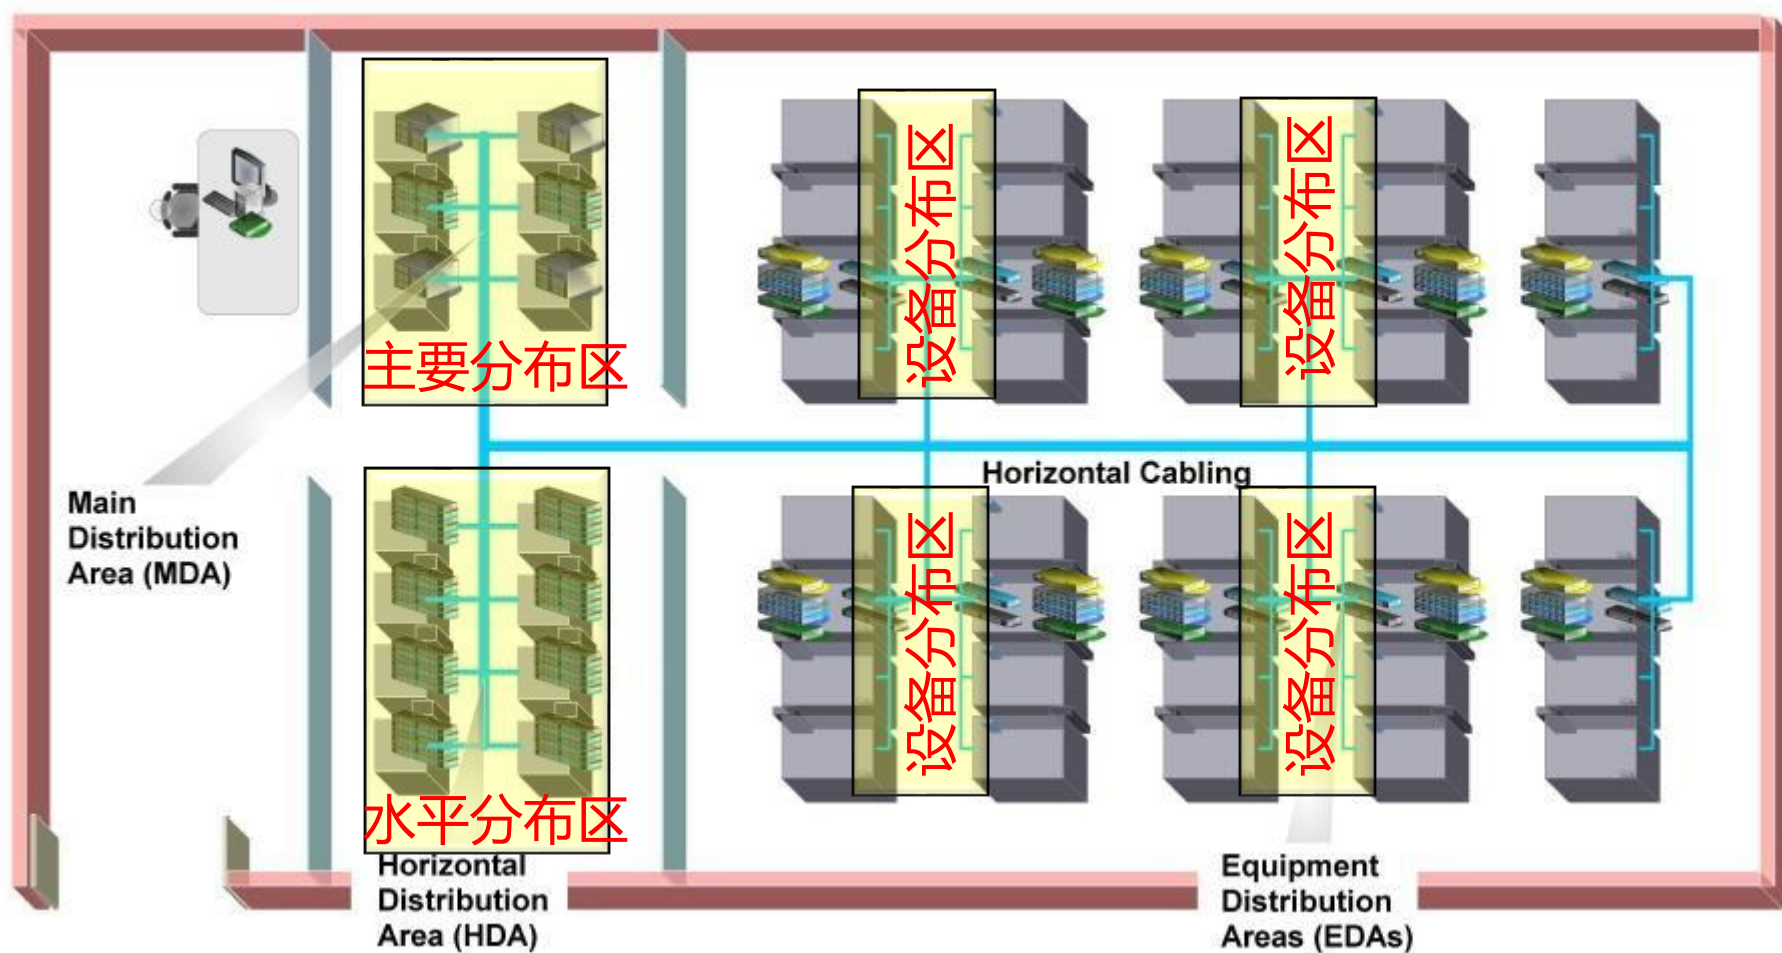 主要分布区
设备分布区
设备分布区
Main
Distribution
Area (MDA)
Horizontal Cabling
水平分布区
设备分布区
设备分布区
Horizontal
Distribution
Area (HDA)
Equipment
Distribution
Areas (EDAs)